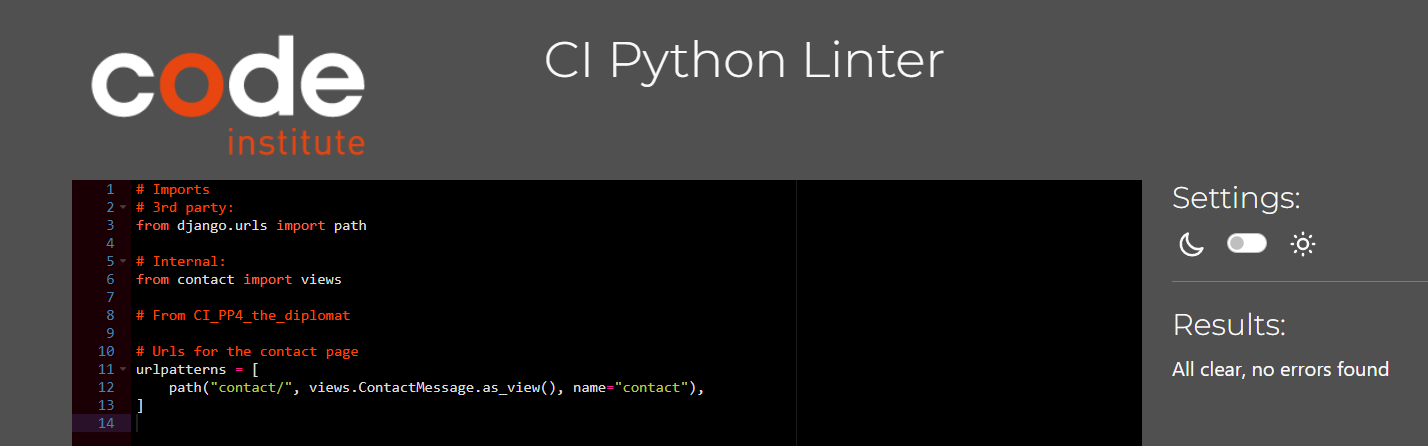 code
institute
CI Python Linter
1 # Imports
2 # 3rd party:
3 from django.urls import path
4
5 # Internal:
6 from contact import views
7
8 # From CI_PP4_the_diplomat
9
10 # Urls for the contact page
11 urlpatterns = [
12     path("contact/", views.ContactMessage.as_view(), name="contact"),
13 ]
14
Settings:
Results:
All clear, no errors found